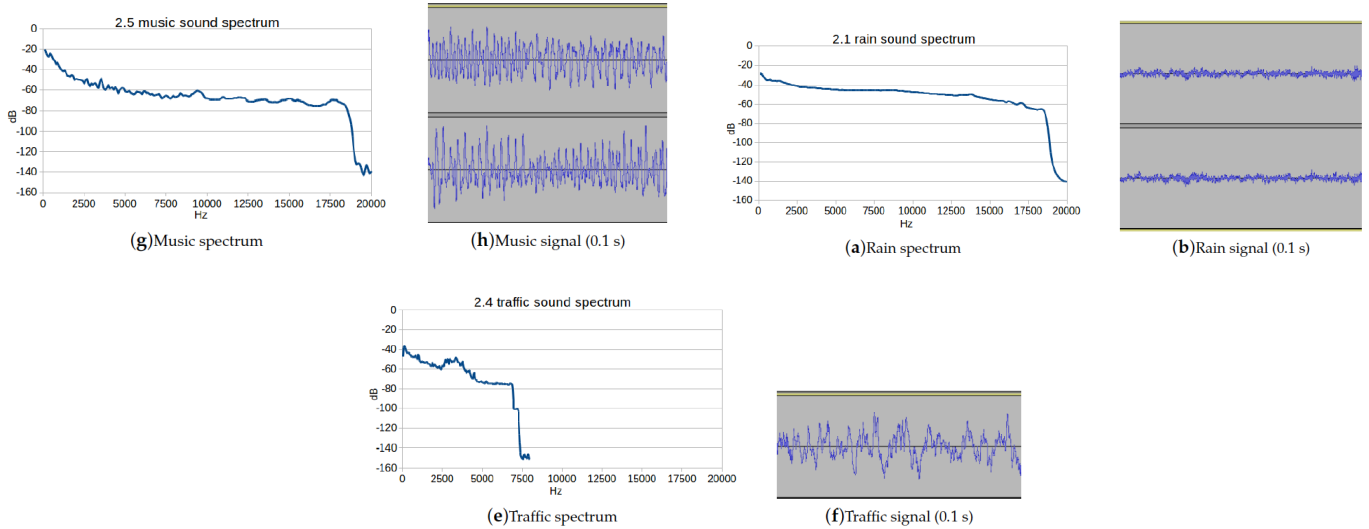 2.5 music sound spectrum
0
-20
-40
-60
-80
-100
-120
-140
-160
dB
0 2500 5000 7500 10000 12500 15000 17500 20000
Hz
(g)Music spectrum
(h)Music signal (0.1 s)
2.1 rain sound spectrum
0
-20
-40
-60
-80
-100
-120
-140
-160
dB
0 2500 5000 7500 10000 12500 15000 17500 20000
Hz
(a)Rain spectrum
(b)Rain signal (0.1 s)
2.4 traffic sound spectrum
0
-20
-40
-60
-80
-100
-120
-140
-160
dB
0 2500 5000 7500 10000 12500 15000 17500 20000
Hz
(e)Traffic spectrum
(f)Traffic signal (0.1 s)